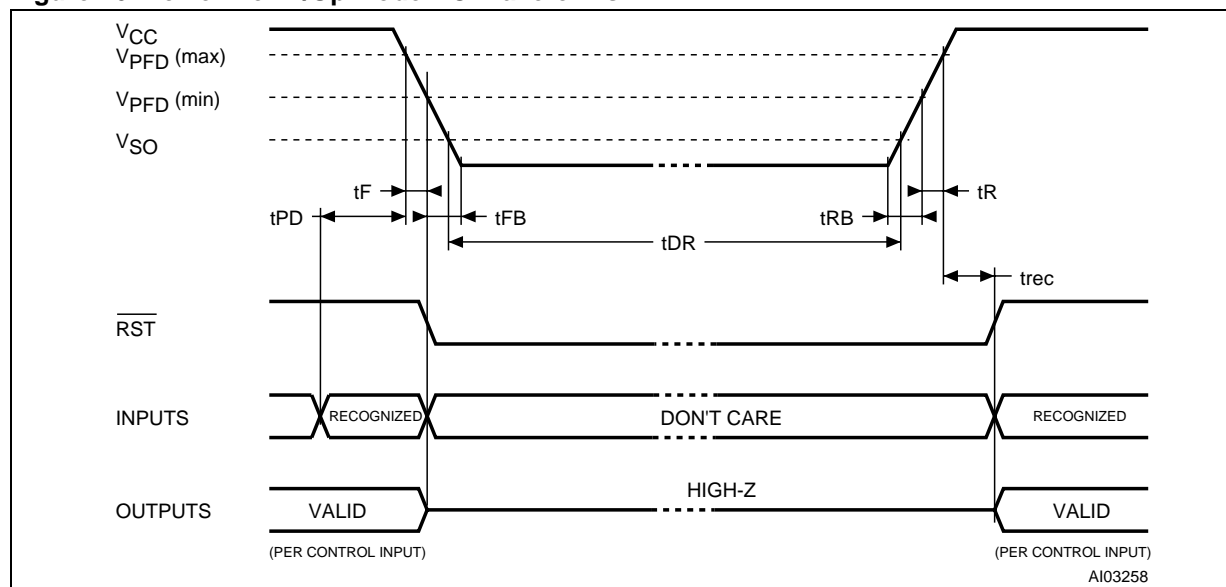 VCC
VPFD (max)
VPFD (min)
VSO
tF
tPD
tFB
tDR
tRB
tR
trec
RST
INPUTS
RECOGNIZED
DON'T CARE
RECOGNIZED
HIGH-Z
OUTPUTS
VALID
VALID
(PER CONTROL INPUT)
(PER CONTROL INPUT)
AI03258